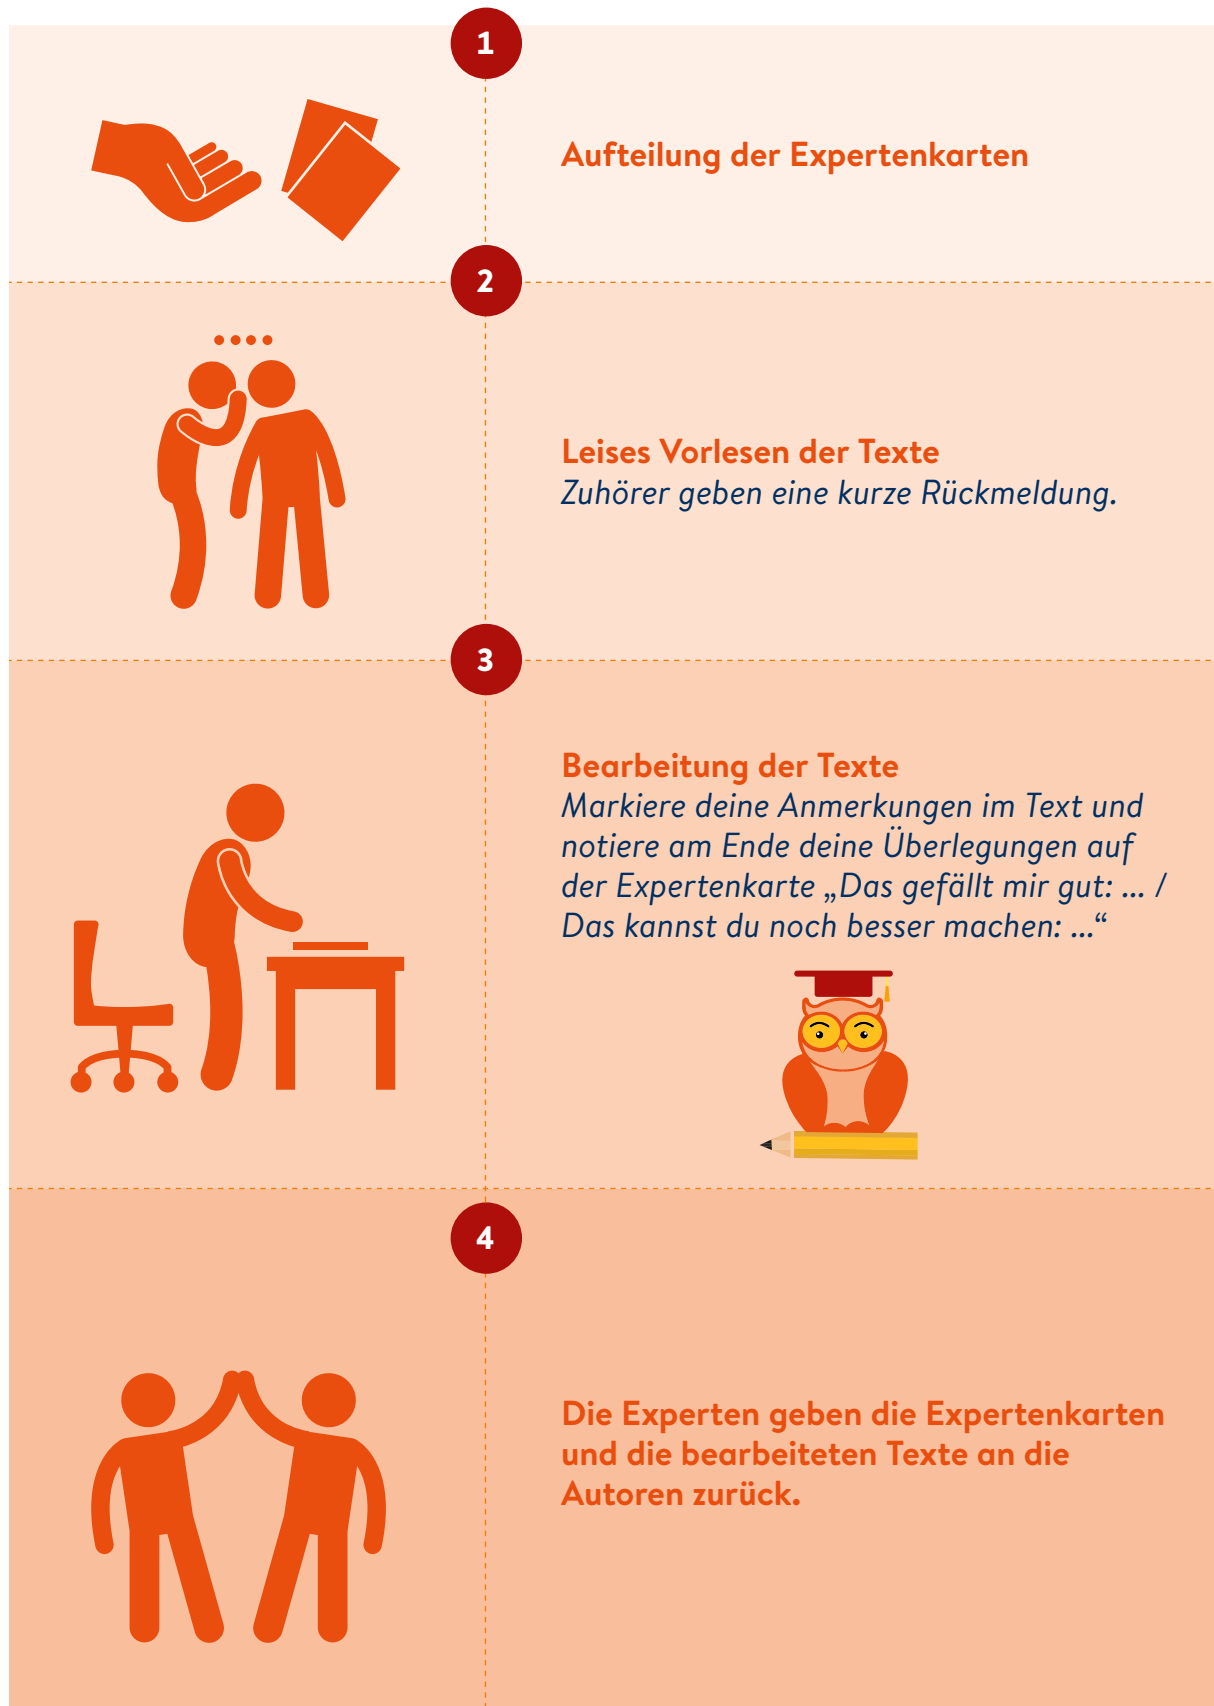 1
Aufteilung der Expertenkarten
2
Leises Vorlesen der Texte
Zuhörer geben eine kurze Rückmeldung.
3
Bearbeitung der Texte
Markiere deine Anmerkungen im Text und
notiere am Ende deine Überlegungen auf
der Expertenkarte „Das gefällt mir gut: ... /
Das kannst du noch besser machen: ...“
4
Die Experten geben die Expertenkarten
und die bearbeiteten Texte an die
Autoren zurück.